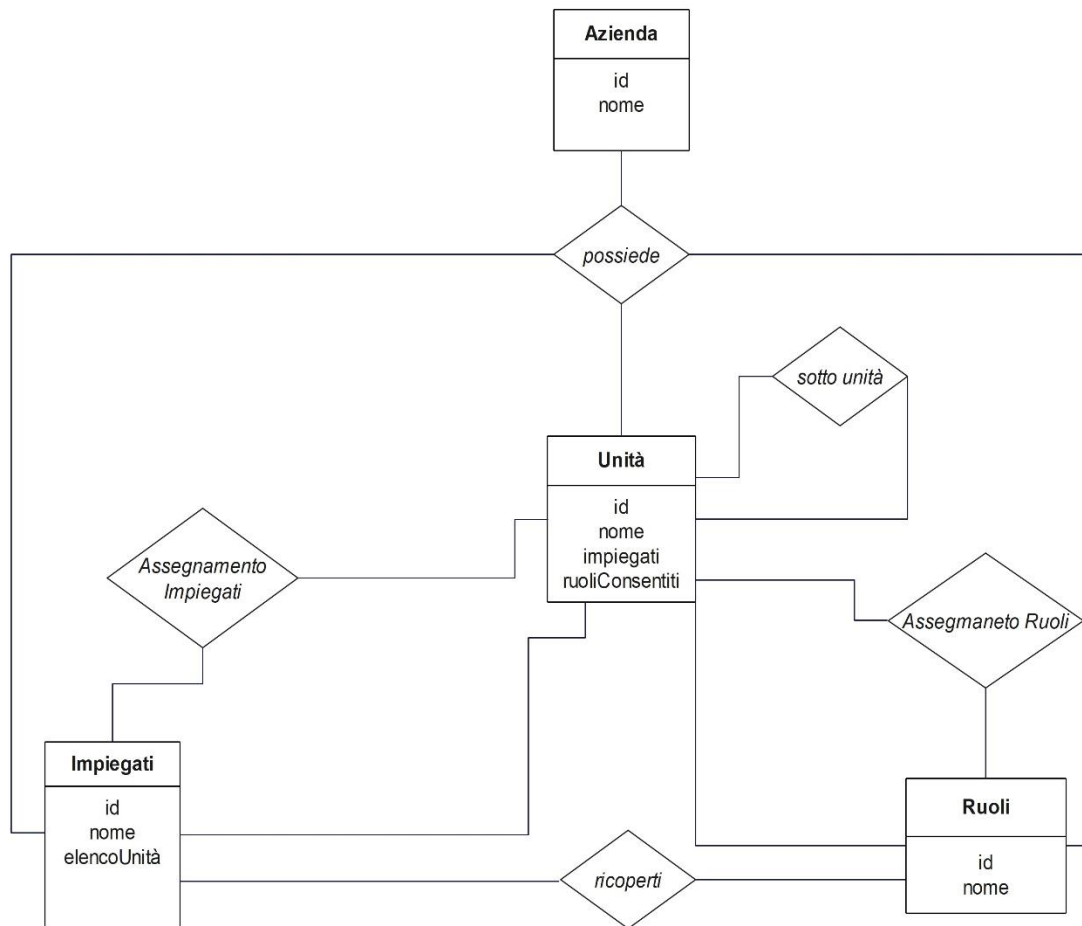 Azienda
id
nome
possiede
sotto unità
Unità
id
nome
impiegati
ruoliConsentiti
Assegnamento
Impiegati
Assegmaneto Ruoli
Impiegati
id
nome
elencoUnità
ricoperti
Ruoli
id
nome